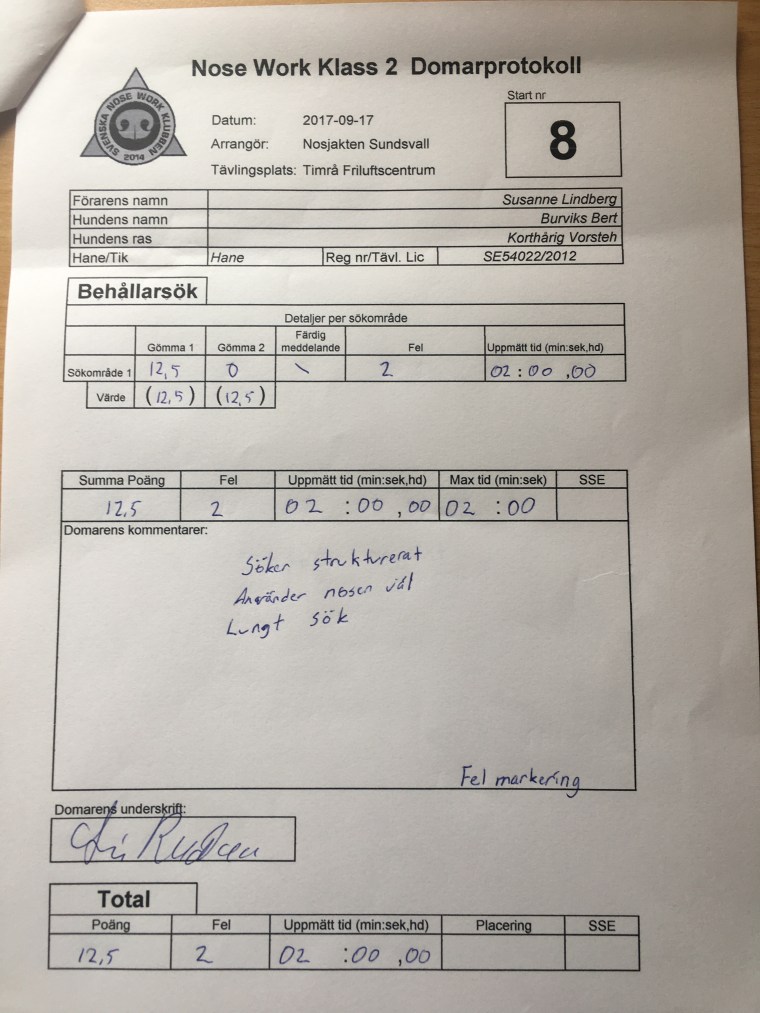 Nose Work Klass 2 Domarprotokoll
SVENSKA NOSE WORK KLUBBEN
2014
Start nr
8
Datum: 2017-09-17
Arrangör: Nosjakten Sundsvall
Tävlingsplats: Timrå Friluftscentrum
Förarens namn Susanne Lindberg
Hundens namn Burviks Bert
Hundens ras Korthårig Vorsteh
Hane/Tik Hane Reg nr/Tävl. Lic SE54022/2012
Behållarsök
Detaljer per sökområde
Gömma 1 Gömma 2 Färdig meddelande Fel Uppmätt tid (min:sek,hd)
Sökområde 1 12,5 0 \ 2 02:00,00
Värde (12,5) (12,5)
Summa Poäng Fel Uppmätt tid (min:sek,hd) Max tid (min:sek) SSE
12,5 2 02:00,00 02:00
Domarens kommentarer:
Söker strukturerat
Använder nosen väl
Lungt sök
Fel markering
Domarens underskrift:
Total
Poäng Fel Uppmätt tid (min:sek,hd) Placering SSE
12,5 2 02:00,00